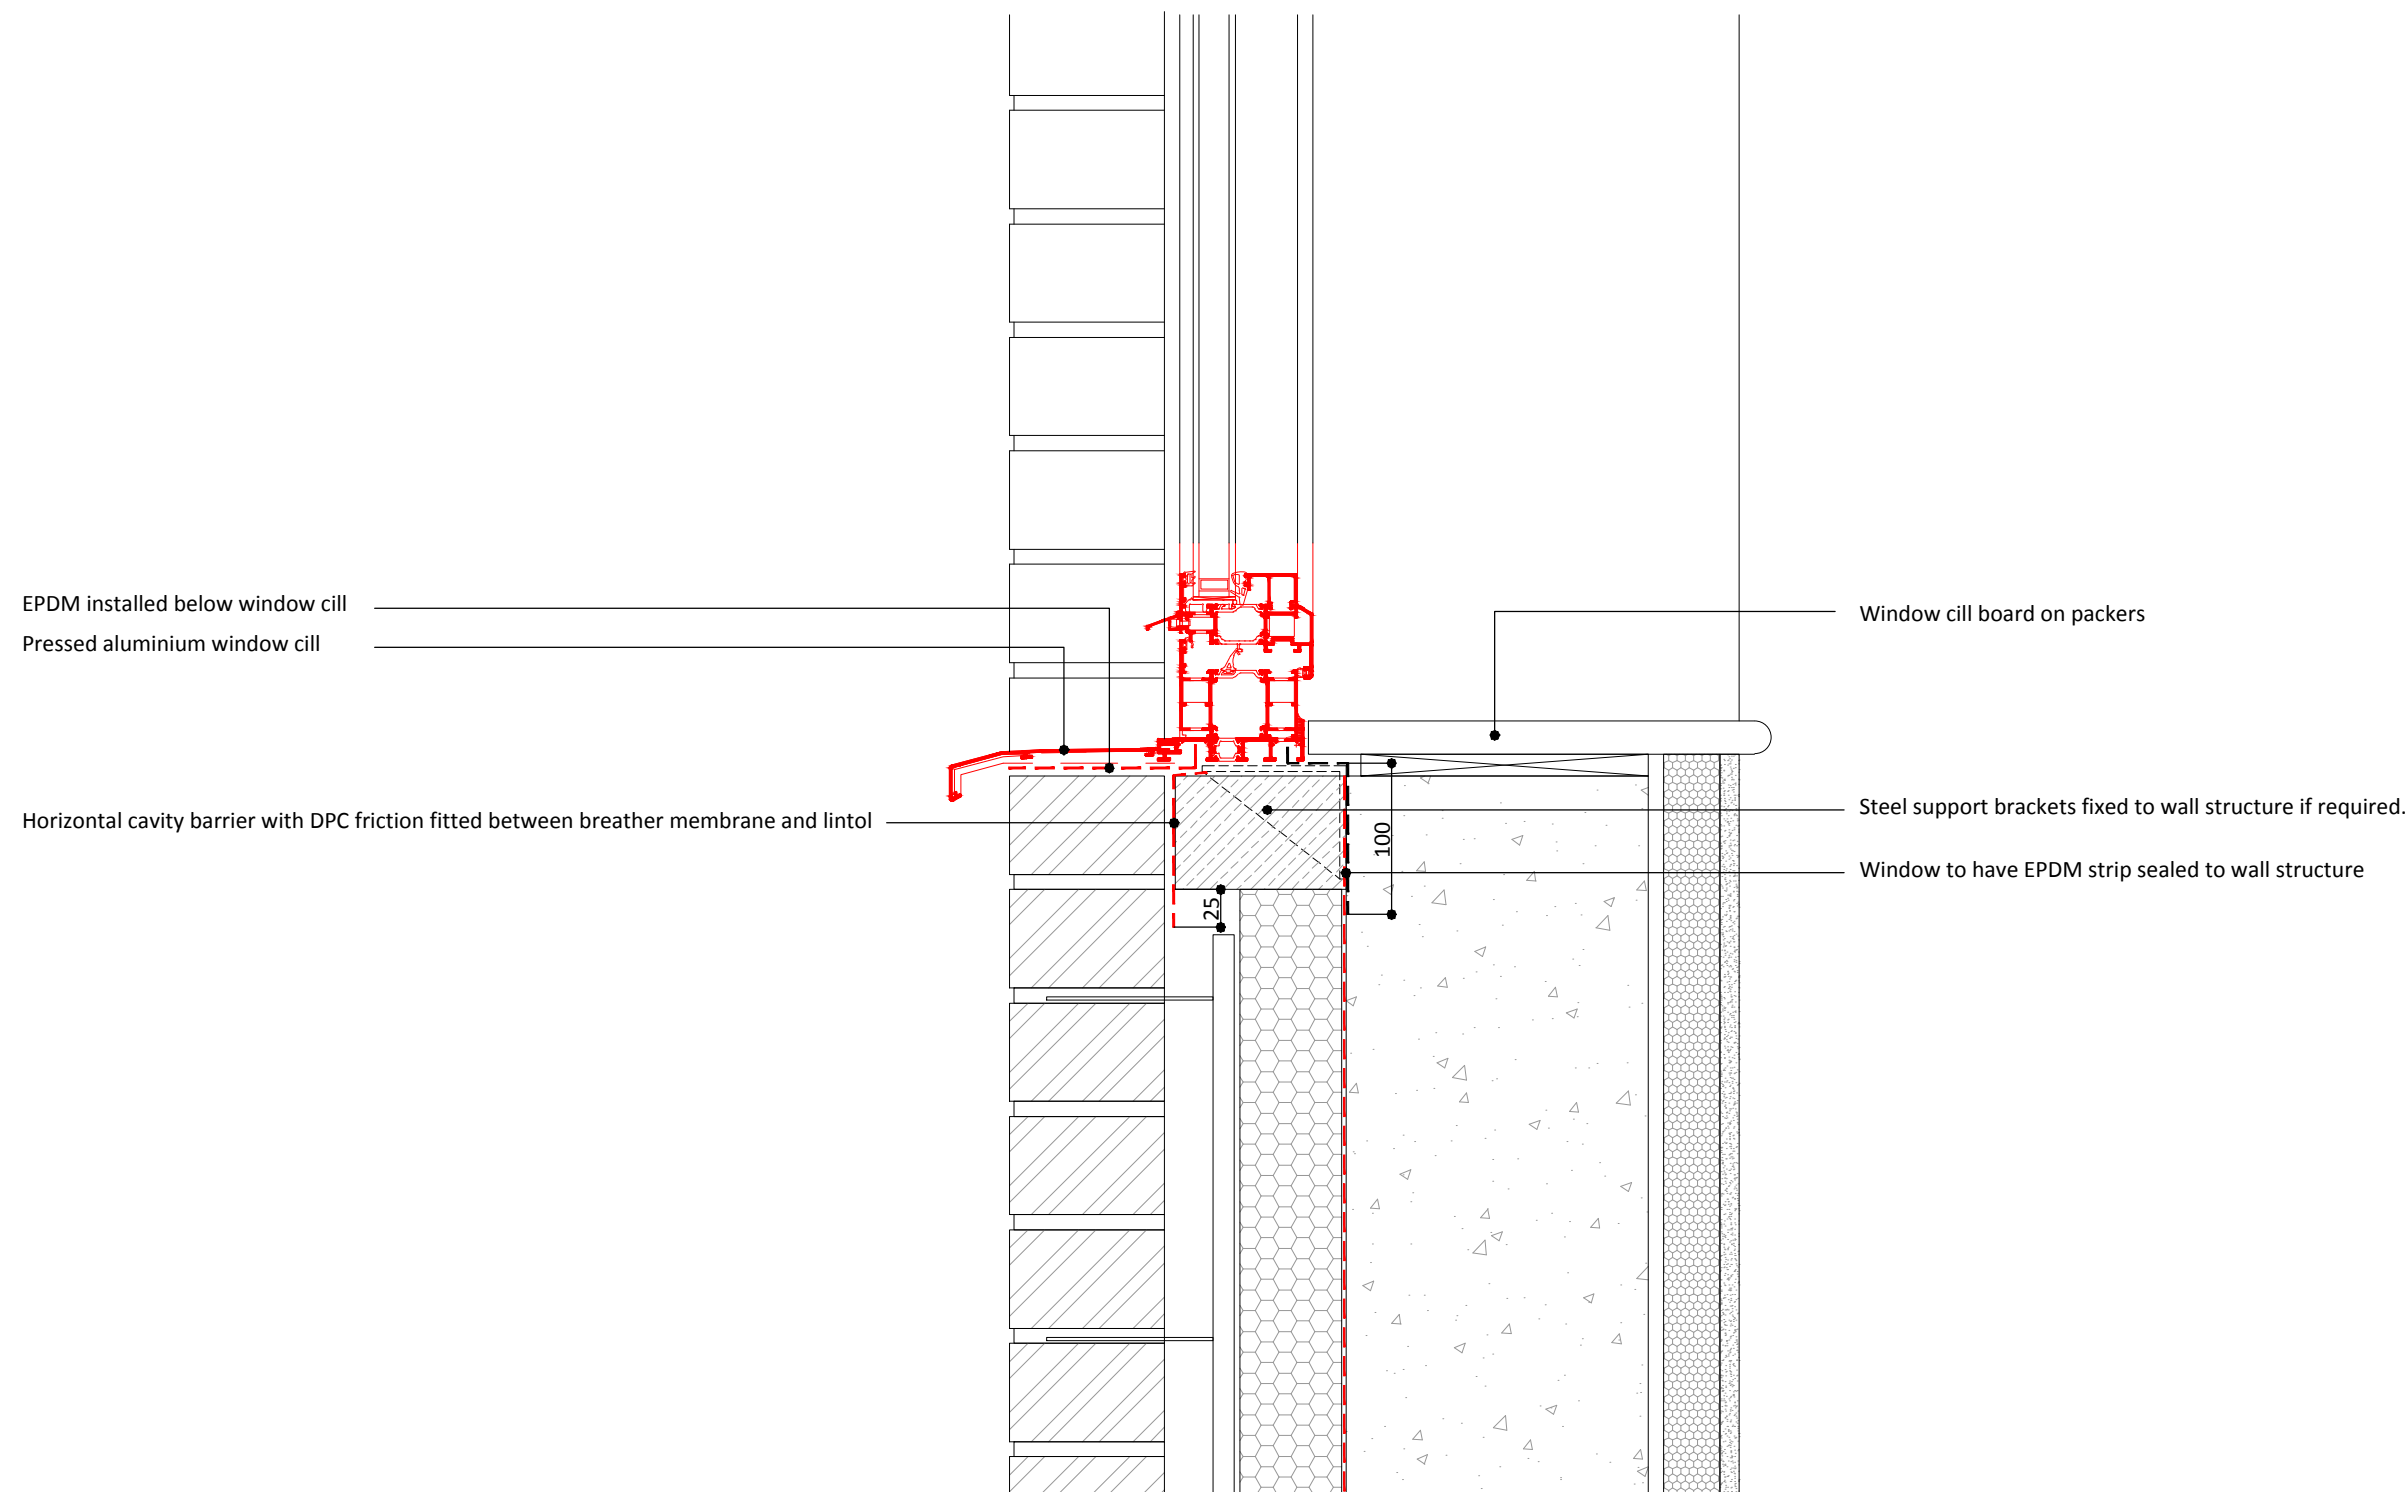 EPDM installed below window cill
Pressed aluminium window cill
Horizontal cavity barrier with DPC friction fitted between breather membrane and lintol
Window cill board on packers
Steel support brackets fixed to wall structure if required.
Window to have EPDM strip sealed to wall structure
100
25